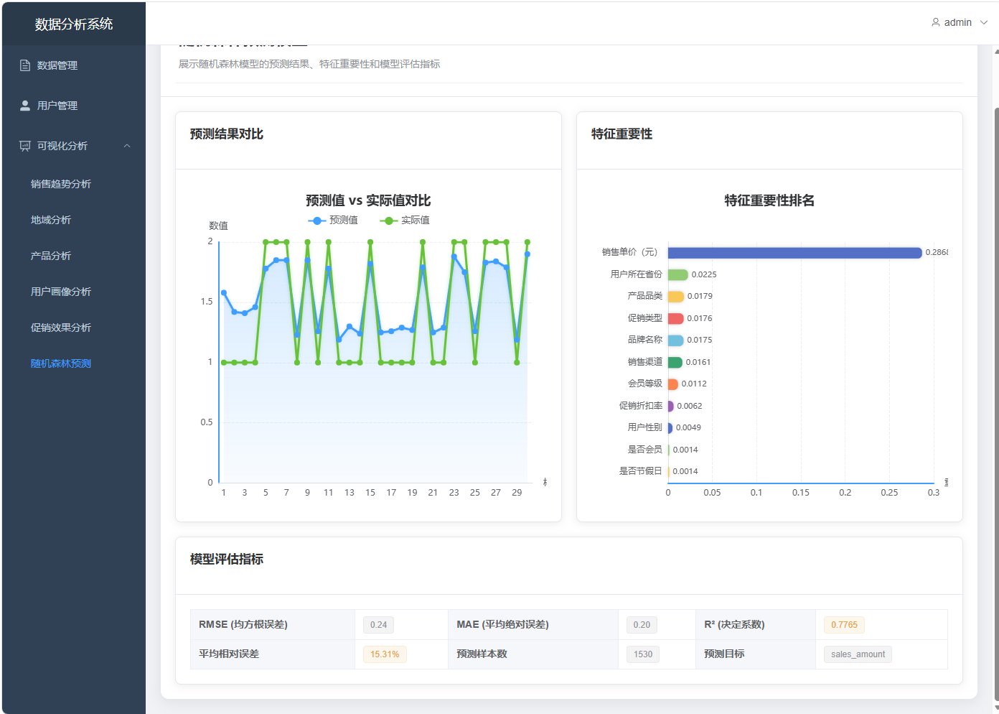 数据分析系统
admin
数据管理
用户管理
可视化分析
销售趋势分析
地域分析
产品分析
用户画像分析
促销效果分析
随机森林预测
展示随机森林模型的预测结果、特征重要性和模型评估指标
预测结果对比
预测值 vs 实际值对比
预测值 实际值
数值
2
1.5
1
0.5
0
1 3 5 7 9 11 13 15 17 19 21 23 25 27 29
特征重要性
特征重要性排名
销售单价（元） 0.2868
用户所在省份 0.0225
产品品类 0.0179
促销类型 0.0176
品牌名称 0.0175
销售渠道 0.0161
会员等级 0.0112
促销折扣率 0.0062
用户性别 0.0049
是否会员 0.0014
是否节假日 0.0014
0 0.05 0.1 0.15 0.2 0.25 0.3
模型评估指标
RMSE (均方根误差) 0.24 MAE (平均绝对误差) 0.20 R² (决定系数) 0.7765
平均相对误差 15.31% 预测样本数 1530 预测目标 sales_amount